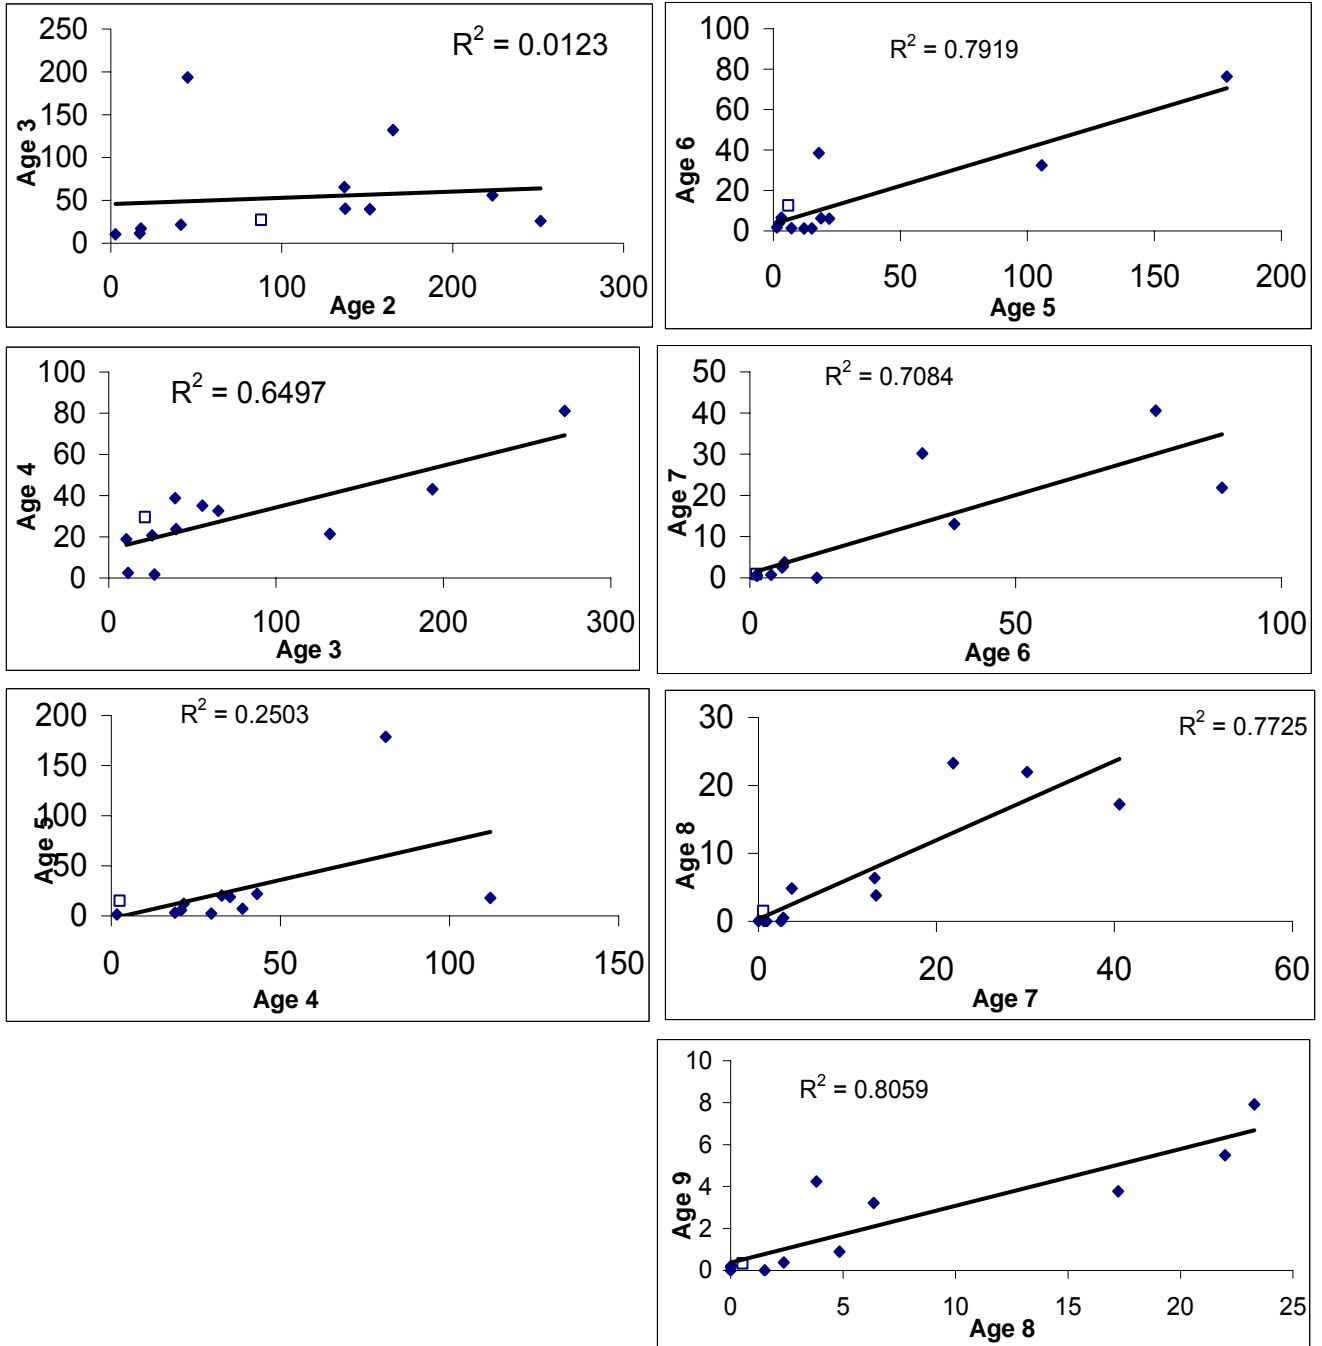 250
200
150
100
50
0
Age 3
R² = 0.0123
0 100 200 300
Age 2
100
80
60
40
20
0
Age 6
R² = 0.7919
0 50 100 150 200
Age 5
100
80
60
40
20
0
Age 4
R² = 0.6497
0 100 200 300
Age 3
50
40
30
20
10
0
Age 7
R² = 0.7084
0 50 100
Age 6
200
150
100
50
0
Age 5
R² = 0.2503
0 50 100 150
Age 4
30
20
10
0
Age 8
R² = 0.7725
0 20 40 60
Age 7
10
8
6
4
2
0
Age 9
R² = 0.8059
0 5 10 15 20 25
Age 8